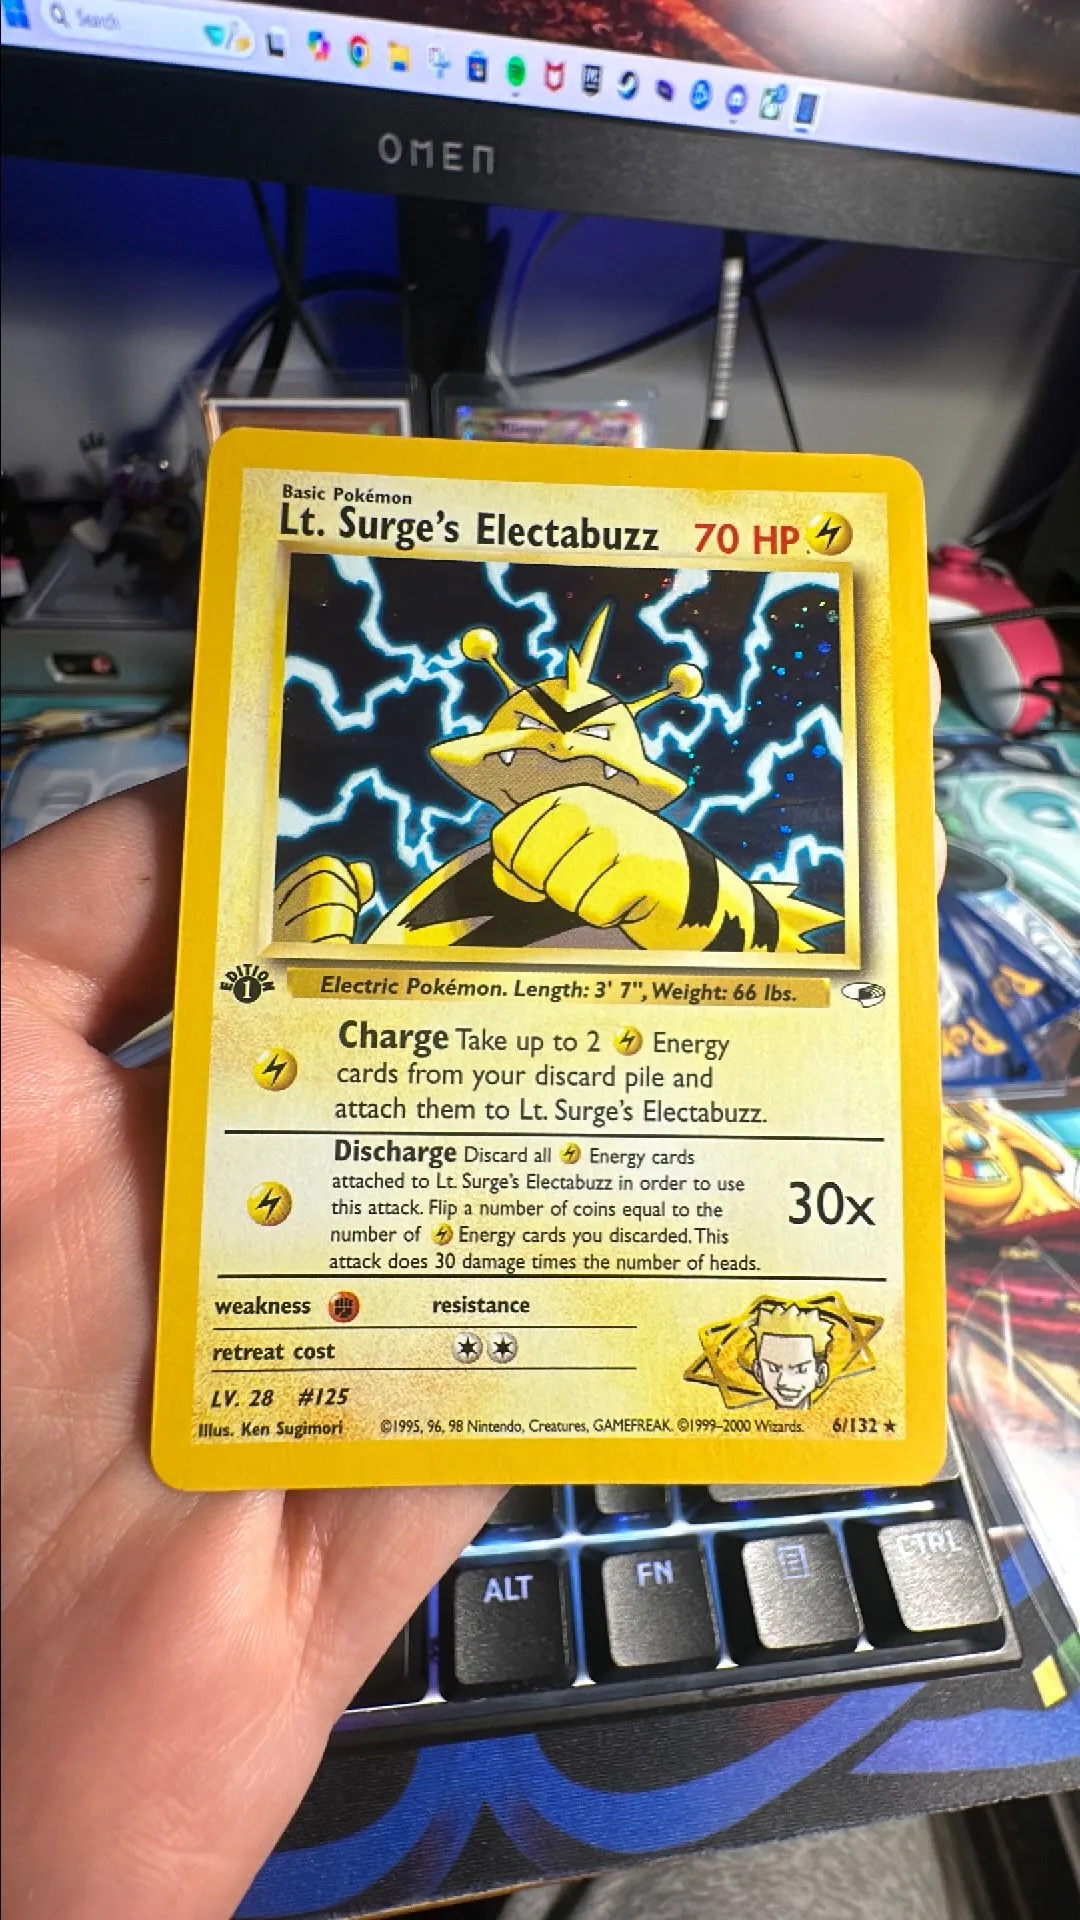 Search
OMEN
Basic Pokémon
Lt. Surge's Electabuzz 70 HP
EDITION
1
Electric Pokémon. Length: 3' 7", Weight: 66 lbs.
Charge Take up to 2 Energy
cards from your discard pile and
attach them to Lt. Surge's Electabuzz.
Discharge Discard all Energy cards
attached to Lt. Surge's Electabuzz in order to use
this attack. Flip a number of coins equal to the
number of Energy cards you discarded. This
attack does 30 damage times the number of heads.
30x
weakness resistance
retreat cost
LV. 28 #125
Illus. Ken Sugimori ©1995, 96, 98 Nintendo, Creatures, GAMEFREAK. ©1999–2000 Wizards. 6/132 ★
ALT FN CTRL